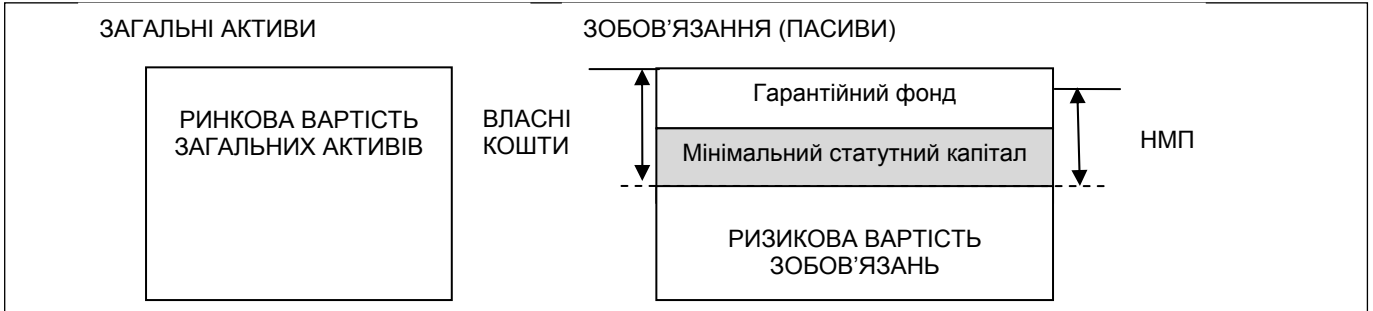 ЗАГАЛЬНІ АКТИВИ
ЗОБОВ’ЯЗАННЯ (ПАСИВИ)
РИНКОВА ВАРТІСТЬ
ЗАГАЛЬНИХ АКТИВІВ
ВЛАСНІ
КОШТИ
Гарантійний фонд
Мінімальний статутний капітал
НМП
РИЗИКОВА ВАРТІСТЬ
ЗОБОВ’ЯЗАНЬ